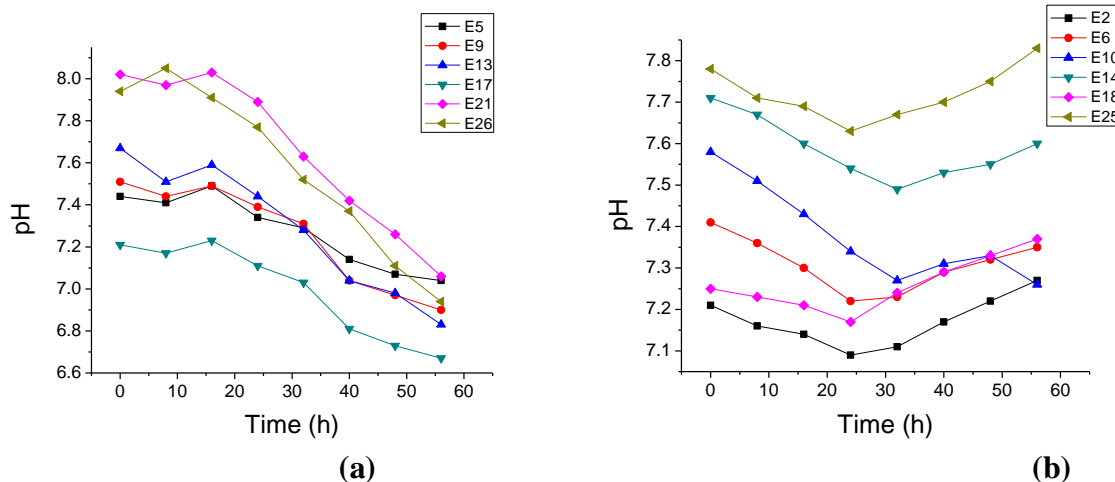 E5
E9
E13
E17
E21
E26
8.0
7.8
7.6
7.4
7.2
7.0
6.8
6.6
pH
0 10 20 30 40 50 60
Time (h)
(a)
E2
E6
E10
E14
E18
E25
7.8
7.7
7.6
7.5
7.4
7.3
7.2
7.1
pH
0 10 20 30 40 50 60
Time (h)
(b)